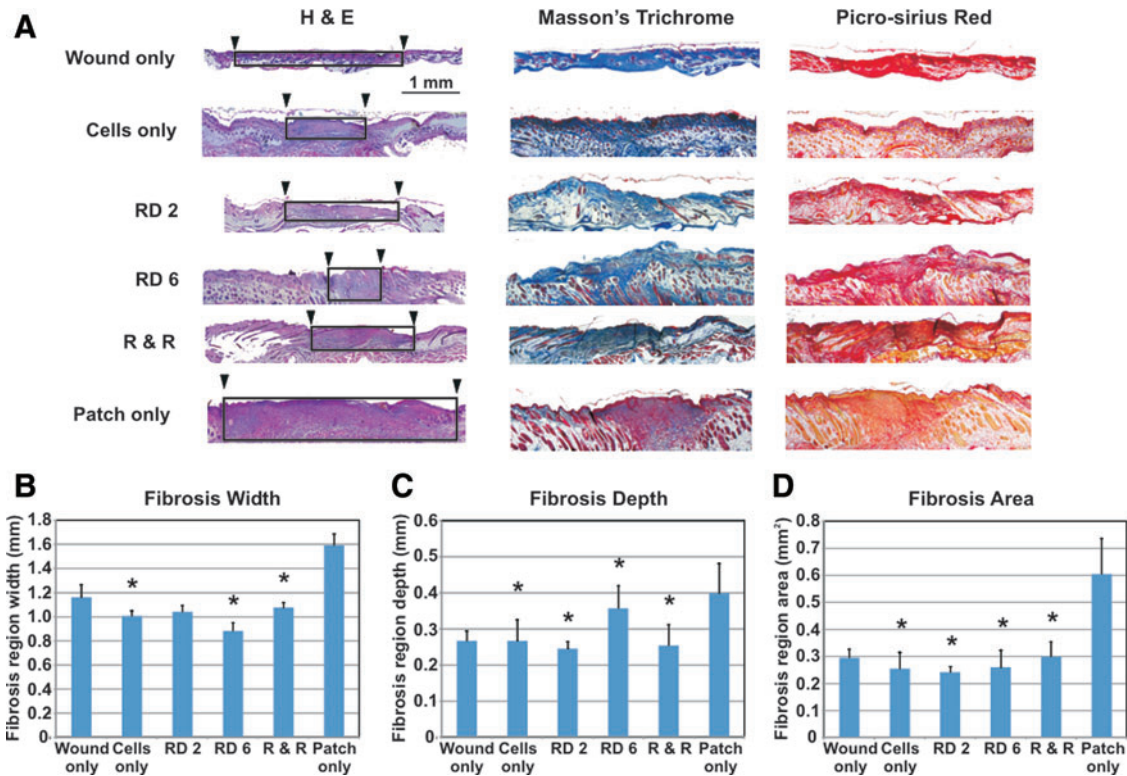 A
H & E
Masson's Trichrome
Picro-sirius Red
Wound only
1 mm
Cells only
RD 2
RD 6
R & R
Patch only
B
Fibrosis Width
Fibrosis region width (mm)
1.8
1.6
1.4
1.2
1.0
0.8
0.6
0.4
0.2
0
* * *
Wound only
Cells only
RD 2
RD 6
R & R
Patch only
C
Fibrosis Depth
Fibrosis region depth (mm)
0.6
0.5
0.4
0.3
0.2
0.1
0
* * * *
Wound only
Cells only
RD 2
RD 6
R & R
Patch only
D
Fibrosis Area
Fibrosis region area (mm²)
0.8
0.7
0.6
0.5
0.4
0.3
0.2
0.1
0
* * * *
Wound only
Cells only
RD 2
RD 6
R & R
Patch only